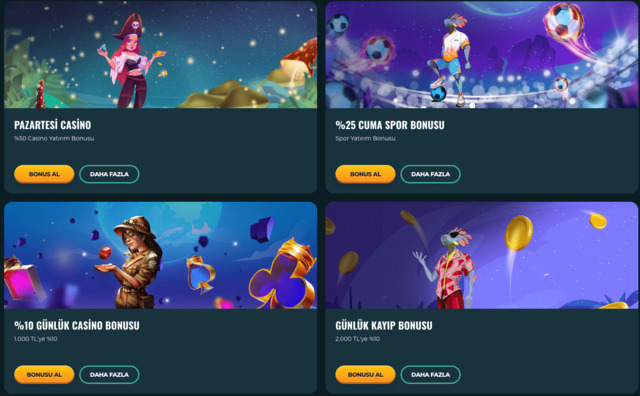 PAZARTESİ CASİNO
%50 Casino Yatırım Bonusu
BONUS AL
DAHA FAZLA
%25 CUMA SPOR BONUSU
Spor Yatırım Bonusu
BONUS AL
DAHA FAZLA
%10 GÜNLÜK CASİNO BONUSU
1.000 TL'ye %10
BONUSU AL
DAHA FAZLA
GÜNLÜK KAYIP BONUSU
2.000 TL'ye %10
BONUSU AL
DAHA FAZLA